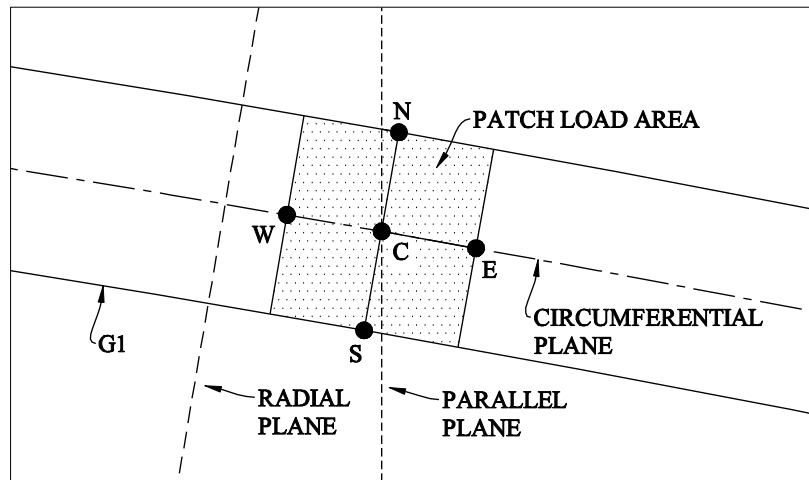 N
PATCH LOAD AREA
W
C
E
CIRCUMFERENTIAL
PLANE
G1
S
RADIAL
PLANE
PARALLEL
PLANE